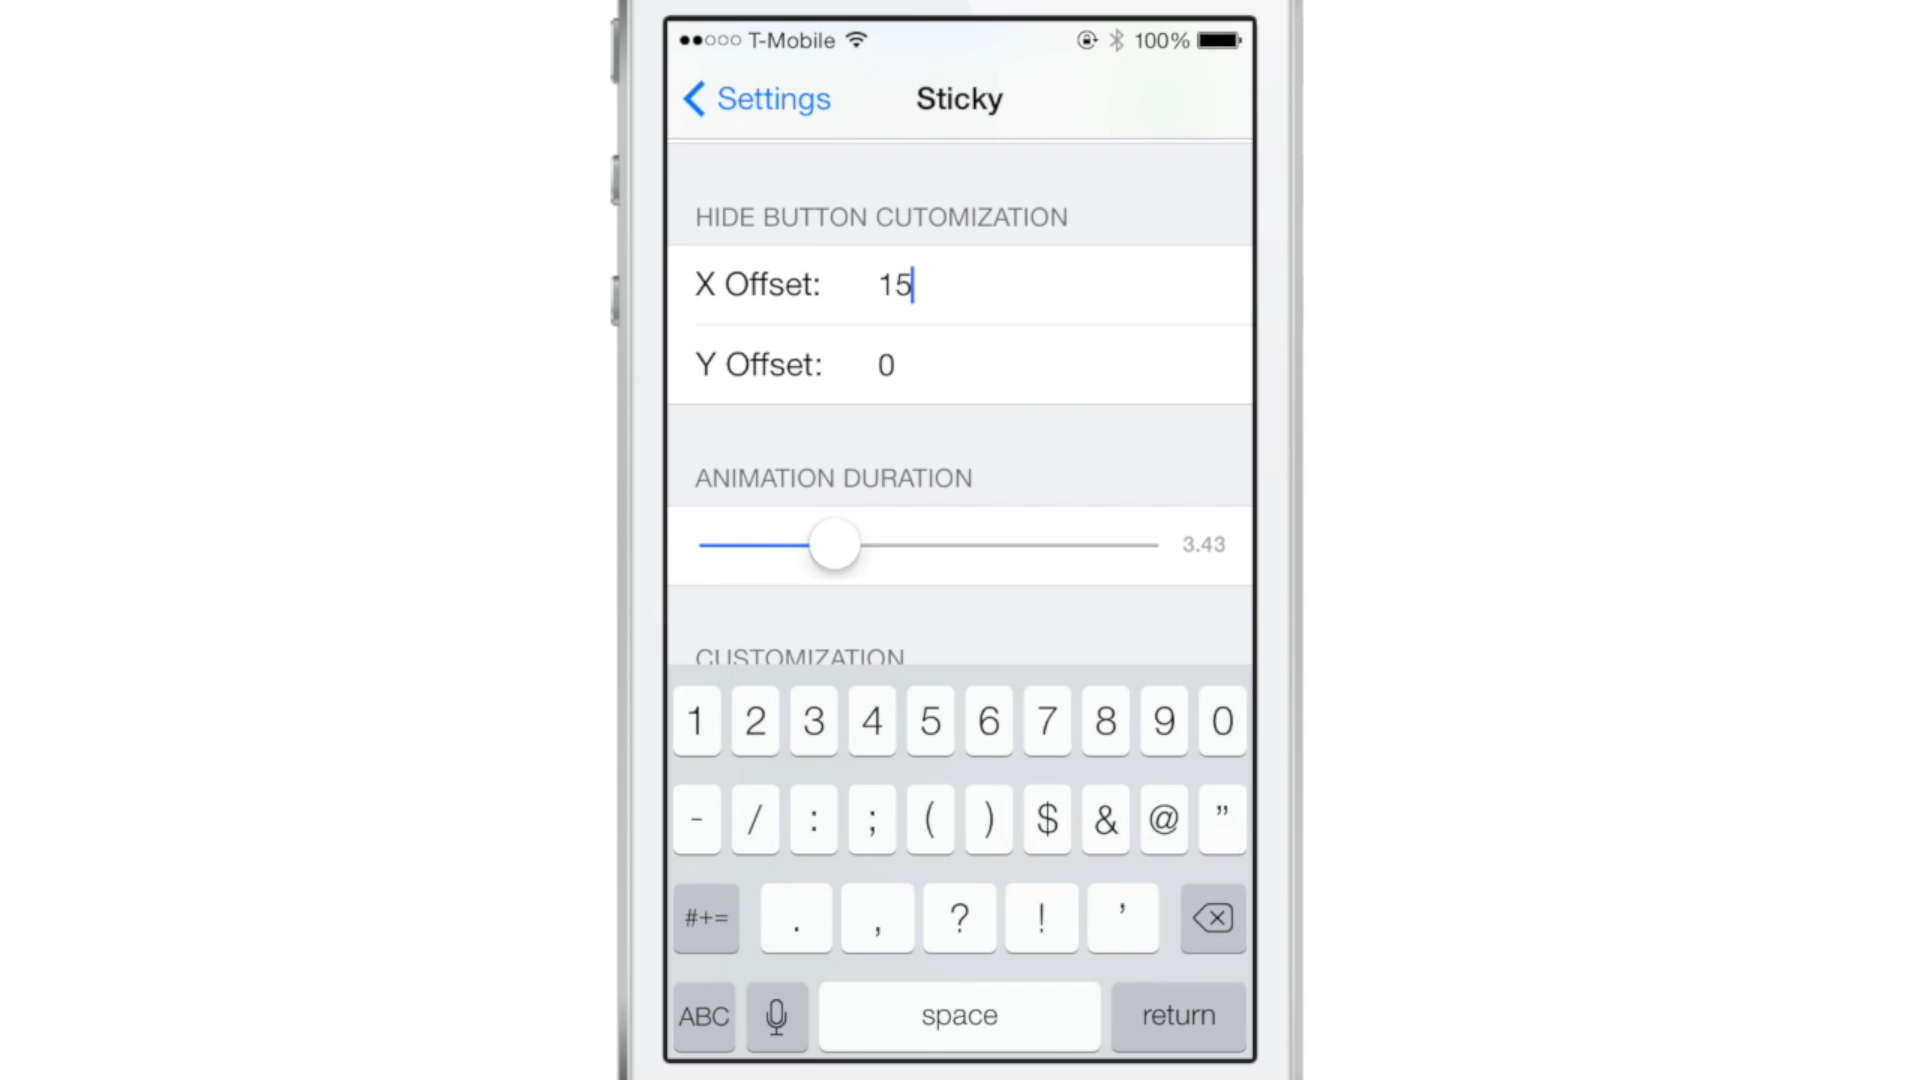 T-Mobile 100%
Settings Sticky
HIDE BUTTON CUTOMIZATION
X Offset: 15
Y Offset: 0
ANIMATION DURATION
3.43
CUSTOMIZATION
1 2 3 4 5 6 7 8 9 0
- / : ; ( ) $ & @ ”
#+= . , ? ! ’
ABC space return